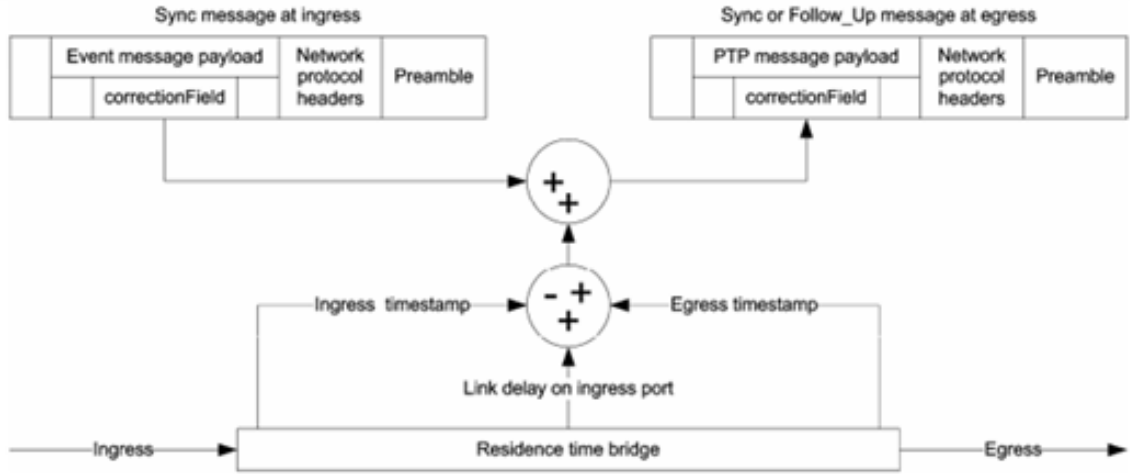 Sync message at ingress
Sync or Follow_Up message at egress
Event message payload
correctionField
Network
protocol
headers
Preamble
PTP message payload
correctionField
Network
protocol
headers
Preamble
+
+
Ingress timestamp
- +
+
Egress timestamp
Link delay on ingress port
Ingress
Residence time bridge
Egress